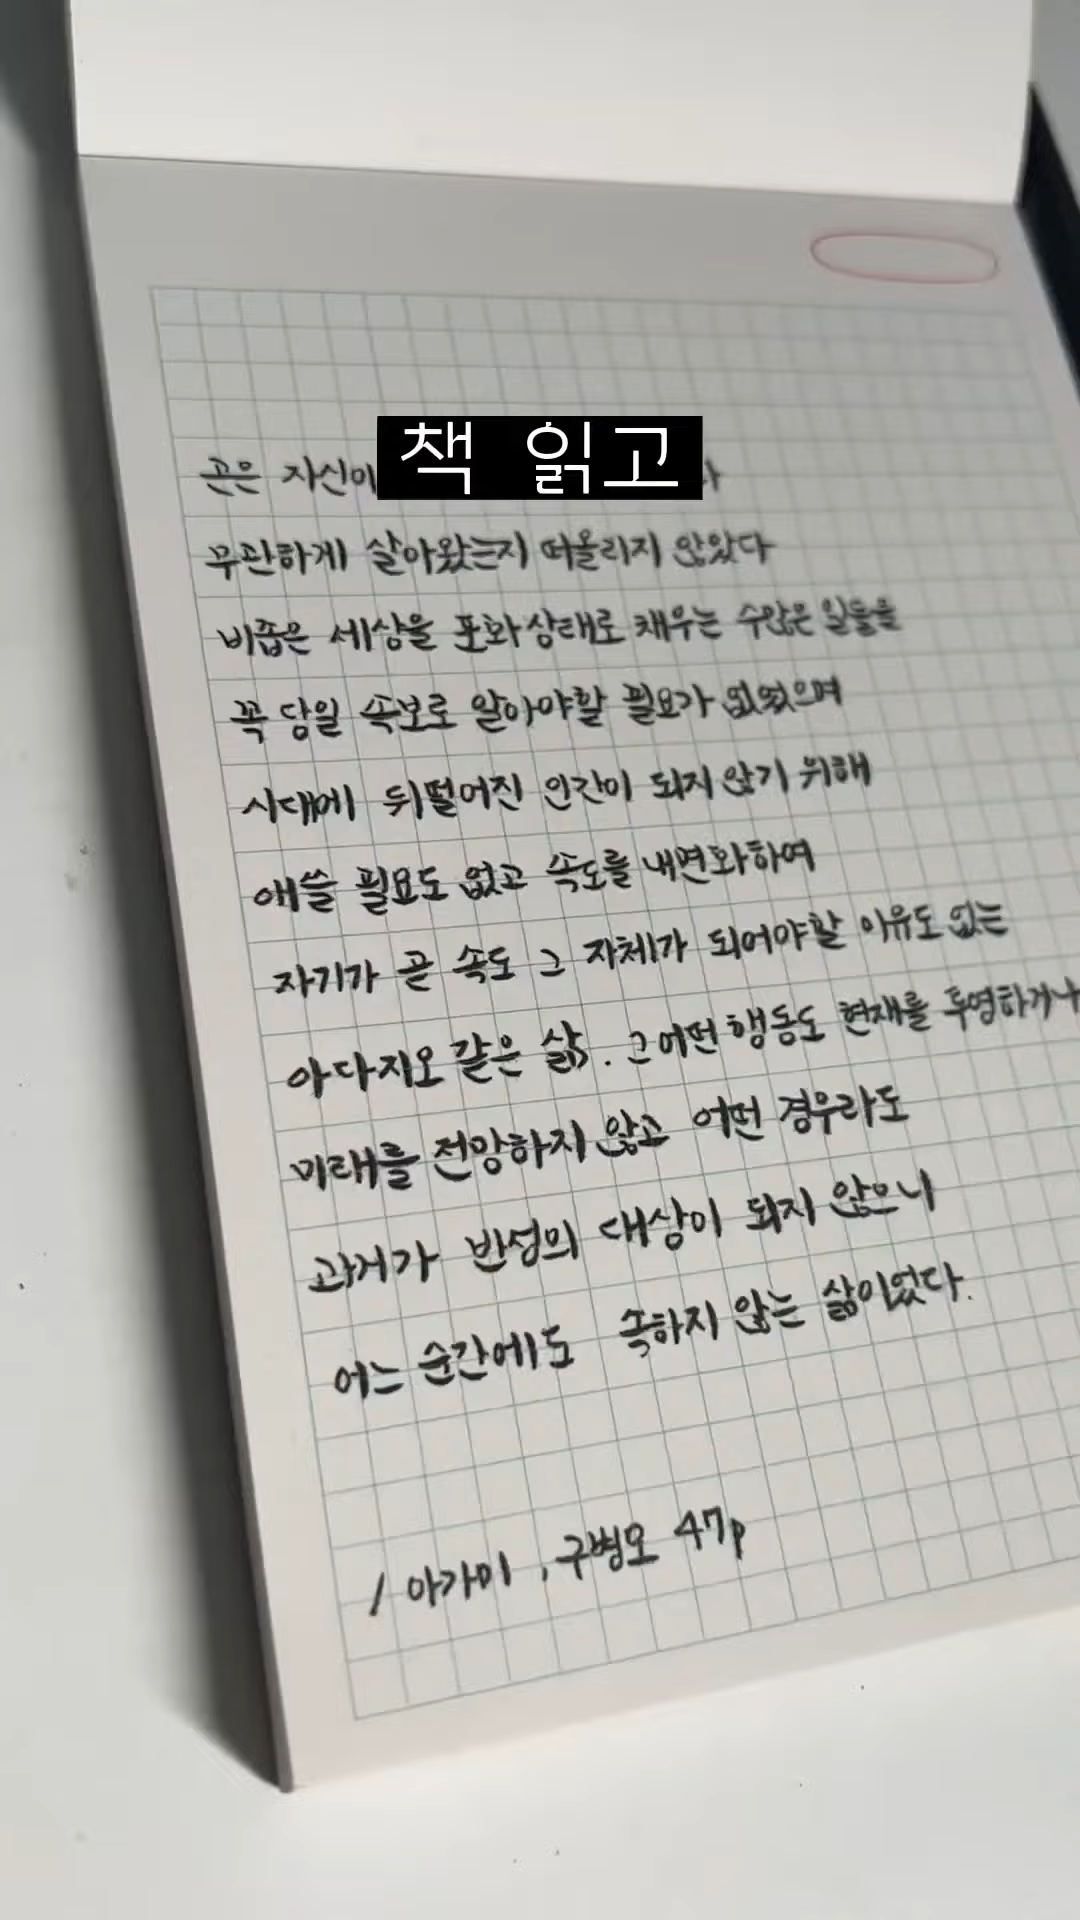 책 읽고
곤은 자신이
무관하게 살아왔는지 떠올리지 않았다
비좁은 세상을 포화상태로 채우는 수많은 일들을
꼭 당일 속보로 알아야할 필요가 없었으며
시대에 뒤떨어진 인간이 되지 않기 위해
애쓸 필요도 없고 속도를 내면화하여
자기가 곧 속도 그 자체가 되어야할 이유도 없는
아다지오 같은 삶. 그 어떤 행동도 현재를 투영하거나
미래를 전망하지 않고 어떤 경우라도
과거가 반성의 대상이 되지 않으니
어느 순간에도 속하지 않는 삶이었다.
/ 아가미, 구병모 47p